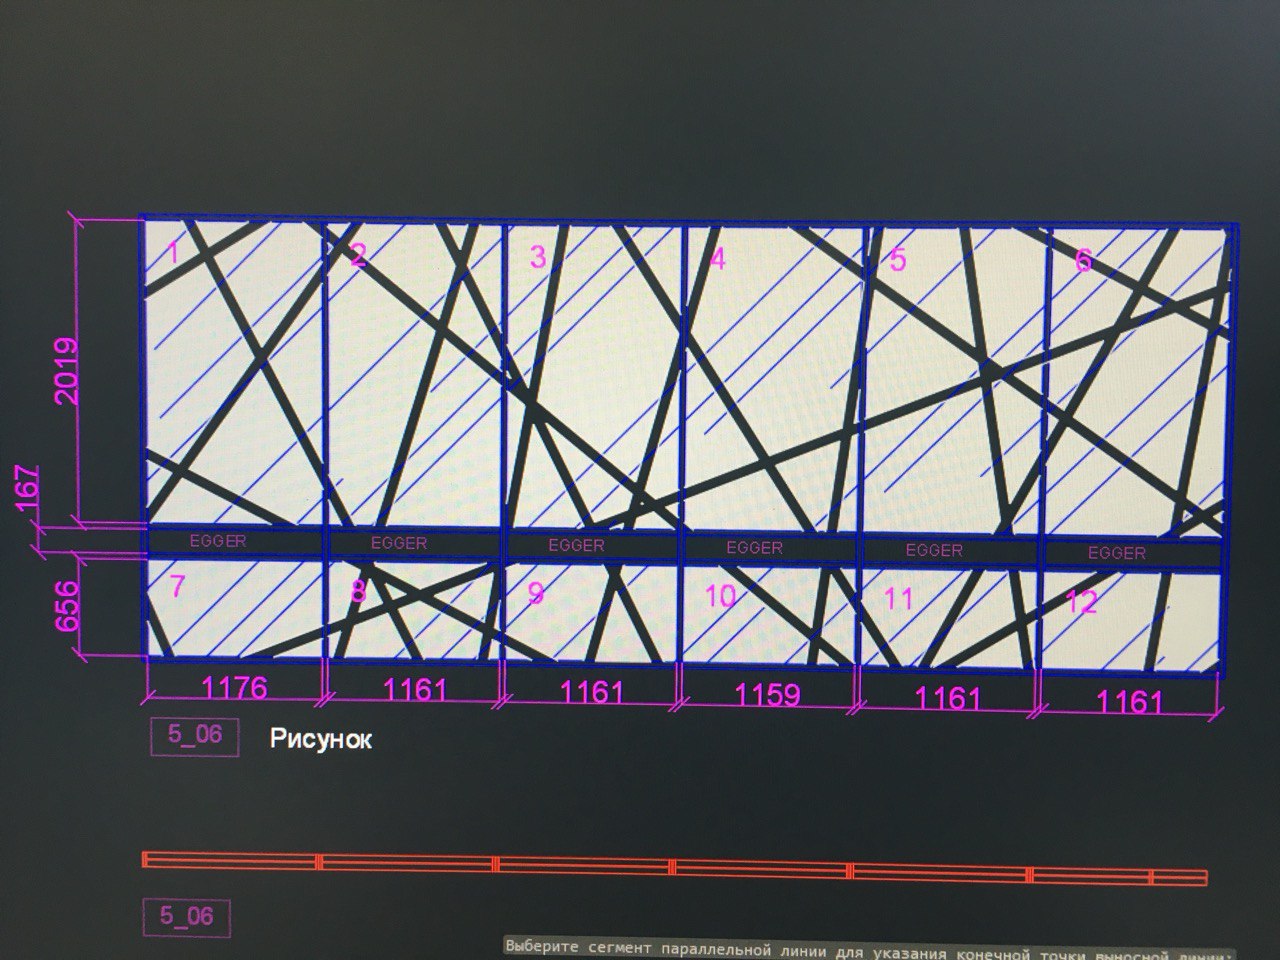 1 2 3 4 5 6
2019
167
EGGER EGGER EGGER EGGER EGGER EGGER
7 8 9 10 11 12
656
1176 1161 1161 1159 1161 1161
5_06 Рисунок
5_06
Выберите сегмент параллельной линии для указания конечной точки выносной линии: